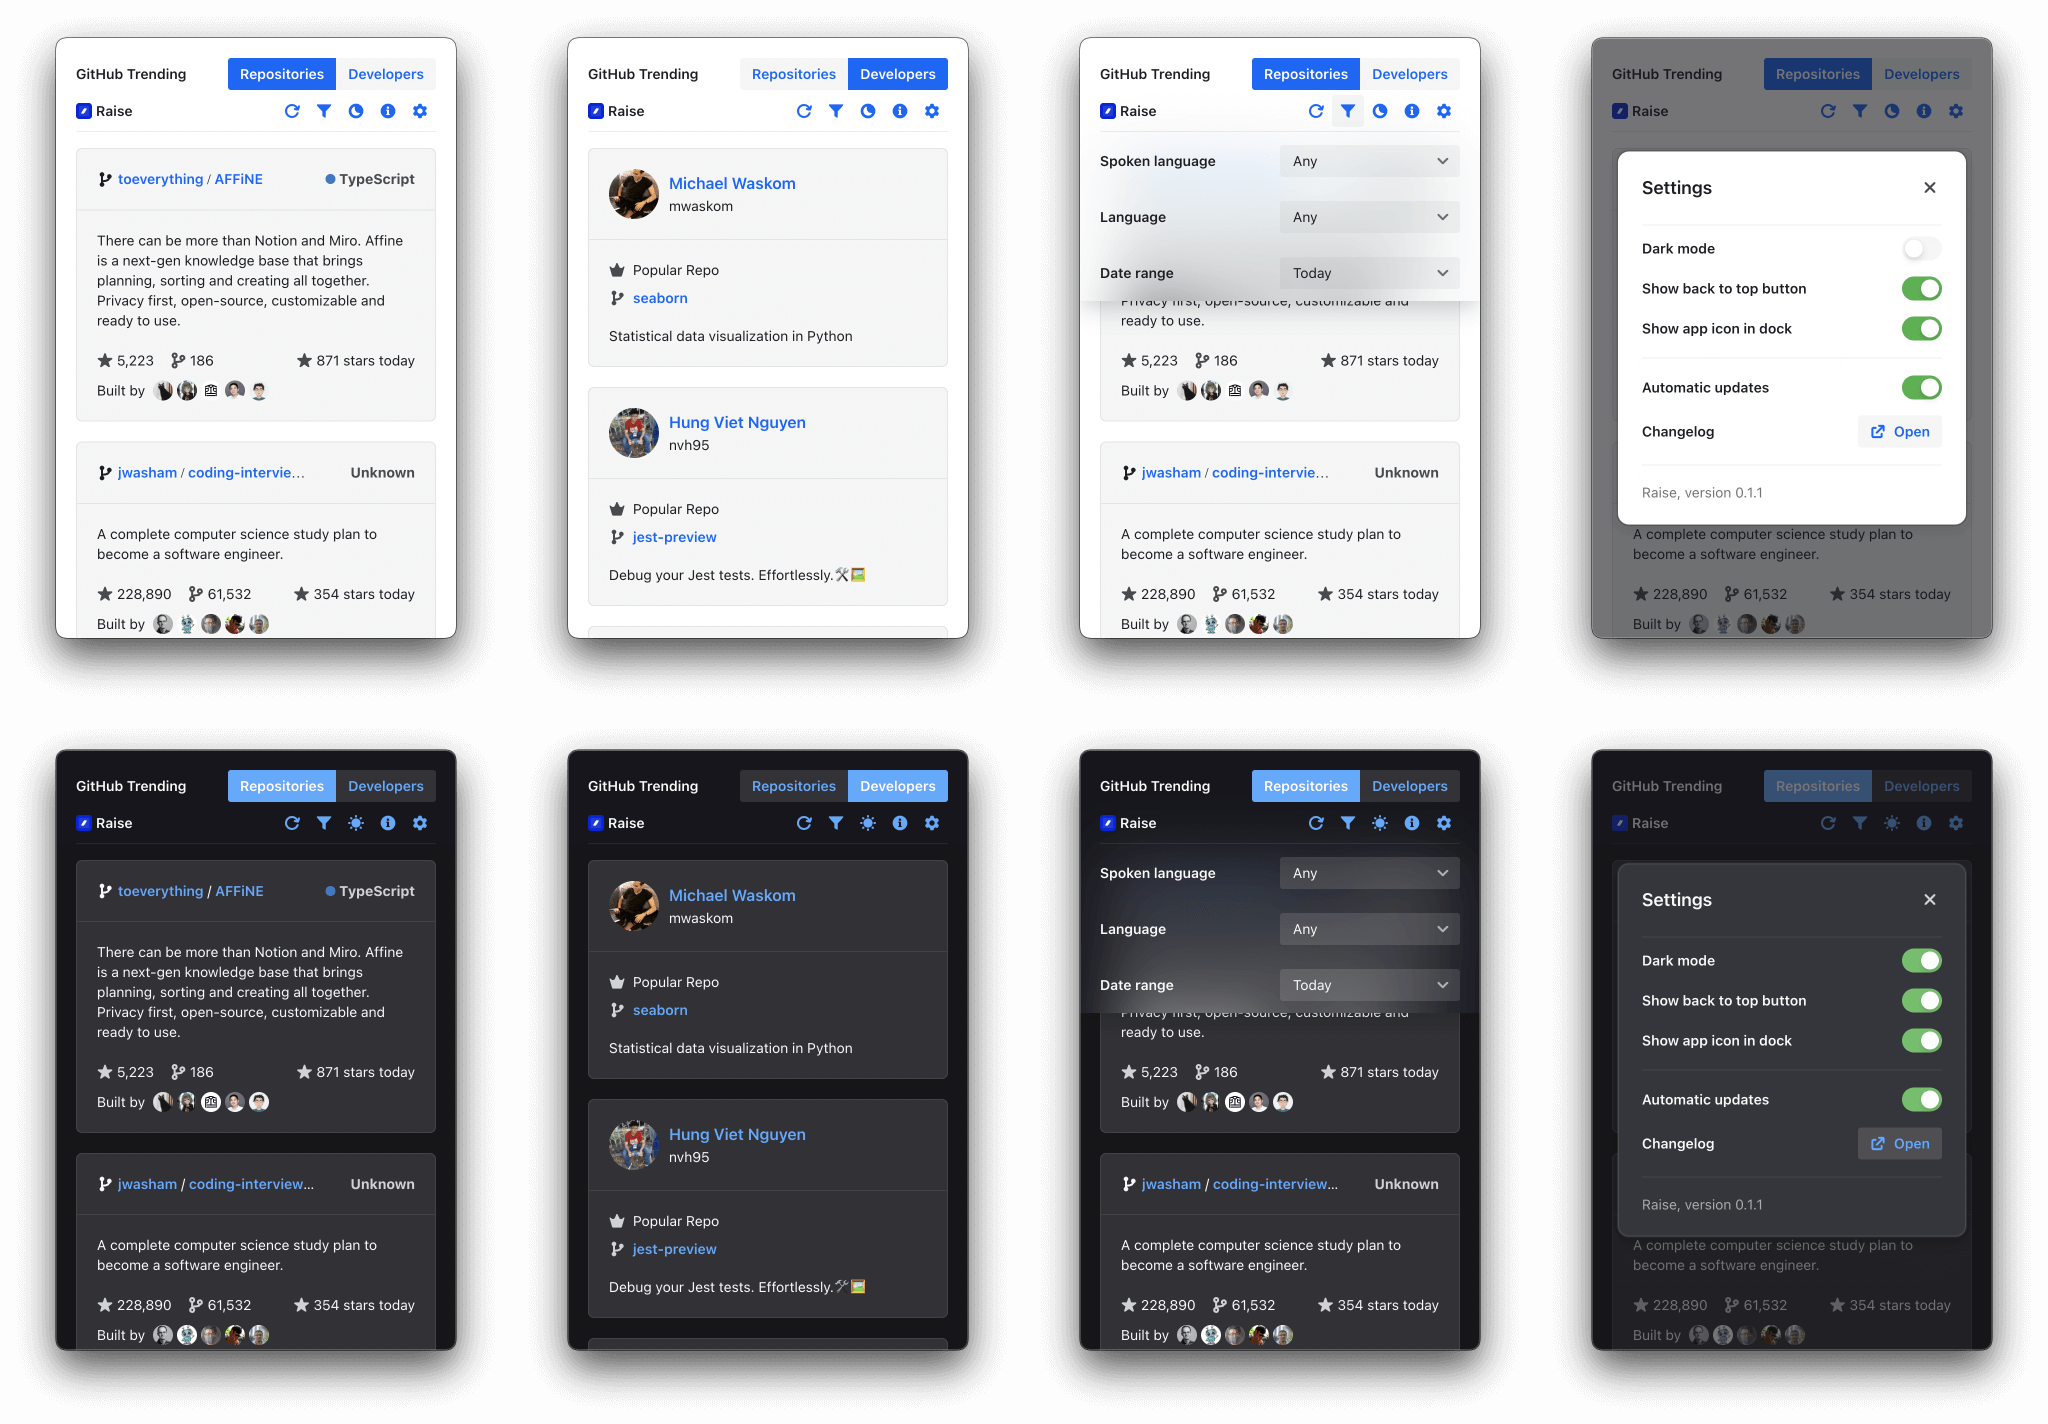 GitHub Trending
Repositories
Developers
Raise
toeverything / AFFiNE
TypeScript
There can be more than Notion and Miro. Affine
is a next-gen knowledge base that brings
planning, sorting and creating all together.
Privacy first, open-source, customizable and
ready to use.
5,223
186
871 stars today
Built by
jwasham / coding-intervie...
Unknown
A complete computer science study plan to
become a software engineer.
228,890
61,532
354 stars today
Built by
GitHub Trending
Repositories
Developers
Raise
Michael Waskom
mwaskom
Popular Repo
seaborn
Statistical data visualization in Python
Hung Viet Nguyen
nvh95
Popular Repo
jest-preview
Debug your Jest tests. Effortlessly.🛠️🖼️
GitHub Trending
Repositories
Developers
Raise
Spoken language
Any
Language
Any
Date range
Today
Privacy first, open-source, customizable and
ready to use.
5,223
186
871 stars today
Built by
jwasham / coding-intervie...
Unknown
A complete computer science study plan to
become a software engineer.
228,890
61,532
354 stars today
Built by
GitHub Trending
Repositories
Developers
Raise
Settings
Dark mode
Show back to top button
Show app icon in dock
Automatic updates
Changelog
Open
Raise, version 0.1.1
A complete computer science study plan to
become a software engineer.
228,890
61,532
354 stars today
Built by
GitHub Trending
Repositories
Developers
Raise
toeverything / AFFiNE
TypeScript
There can be more than Notion and Miro. Affine
is a next-gen knowledge base that brings
planning, sorting and creating all together.
Privacy first, open-source, customizable and
ready to use.
5,223
186
871 stars today
Built by
jwasham / coding-interview...
Unknown
A complete computer science study plan to
become a software engineer.
228,890
61,532
354 stars today
Built by
GitHub Trending
Repositories
Developers
Raise
Michael Waskom
mwaskom
Popular Repo
seaborn
Statistical data visualization in Python
Hung Viet Nguyen
nvh95
Popular Repo
jest-preview
Debug your Jest tests. Effortlessly.🛠️🖼️
GitHub Trending
Repositories
Developers
Raise
Spoken language
Any
Language
Any
Date range
Today
Privacy first, open-source, customizable and
ready to use.
5,223
186
871 stars today
Built by
jwasham / coding-interview...
Unknown
A complete computer science study plan to
become a software engineer.
228,890
61,532
354 stars today
Built by
GitHub Trending
Repositories
Developers
Raise
Settings
Dark mode
Show back to top button
Show app icon in dock
Automatic updates
Changelog
Open
Raise, version 0.1.1
A complete computer science study plan to
become a software engineer.
228,890
61,532
354 stars today
Built by